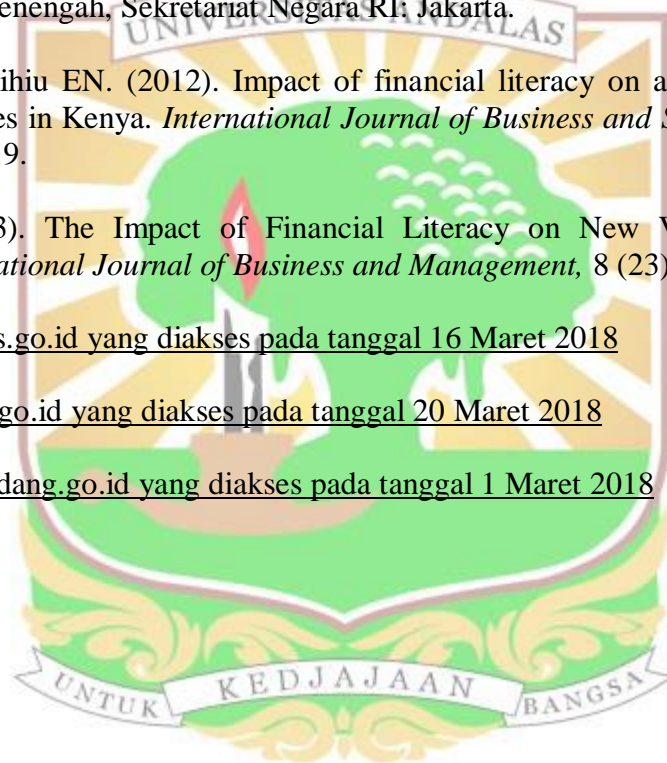 enengah, Sekretariat Negara RI: Jakarta.
UNIVERSITAS ANDALAS
ihiu EN. (2012). Impact of financial literacy on a
es in Kenya. International Journal of Business and S
9.
3). The Impact of Financial Literacy on New V
ational Journal of Business and Management, 8 (23)
s.go.id yang diakses pada tanggal 16 Maret 2018
go.id yang diakses pada tanggal 20 Maret 2018
dang.go.id yang diakses pada tanggal 1 Maret 2018
UNTUK KEDJAJAAN BANGSA